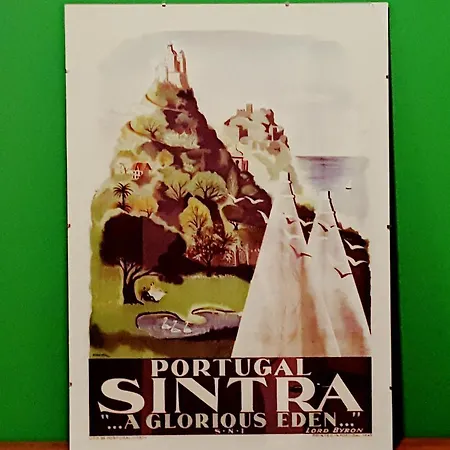 PORTUGAL
SINTRA
"...A GLORIOUS EDEN..."
S·N·I LORD BYRON